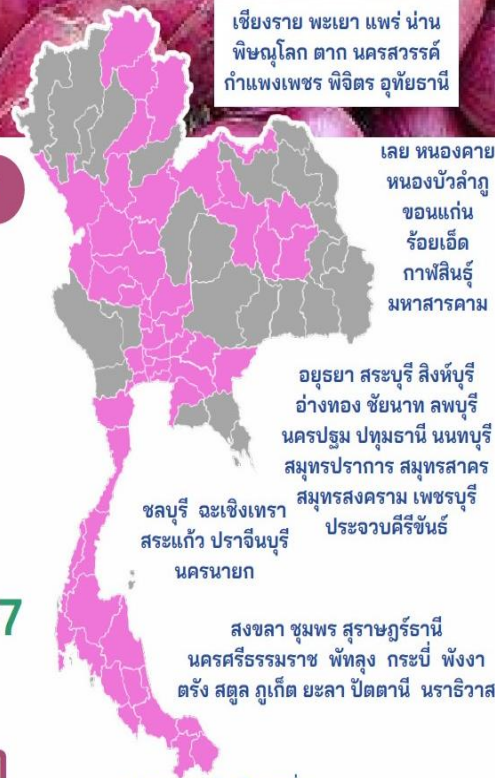 เชียงราย พะเยา แพร่ น่าน
พิษณุโลก ตาก นครสวรรค์
กำแพงเพชร พิจิตร อุทัยธานี
เลย หนองคาย
หนองบัวลำภู
ขอนแก่น
ร้อยเอ็ด
กาฬสินธุ์
มหาสารคาม
อยุธยา สระบุรี สิงห์บุรี
อ่างทอง ชัยนาท ลพบุรี
นครปฐม ปทุมธานี นนทบุรี
สมุทรปราการ สมุทรสาคร
สมุทรสงคราม เพชรบุรี
ประจวบคีรีขันธ์
ชลบุรี ฉะเชิงเทรา
สระแก้ว ปราจีนบุรี
นครนายก
7
สงขลา ชุมพร สุราษฎร์ธานี
นครศรีธรรมราช พัทลุง กระบี่ พังงา
ตรัง สตูล ภูเก็ต ยะลา ปัตตานี นราธิวาส